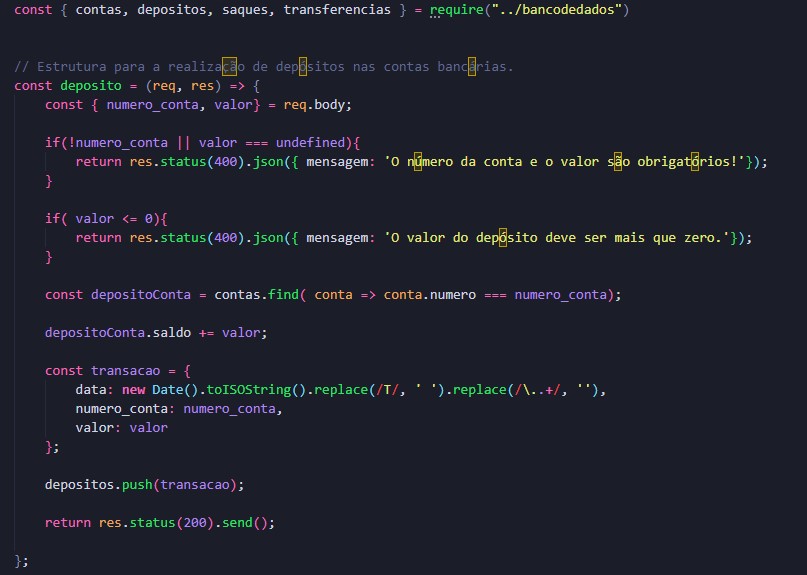 const { contas, depositos, saques, transferencias } = require("../bancodedados")
// Estrutura para a realização de depósitos nas contas bancárias.
const deposito = (req, res) => {
const { numero_conta, valor} = req.body;
if(!numero_conta || valor === undefined){
return res.status(400).json({ mensagem: 'O número da conta e o valor são obrigatórios!'});
}
if( valor <= 0){
return res.status(400).json({ mensagem: 'O valor do depósito deve ser mais que zero.'});
}
const depositoConta = contas.find( conta => conta.numero === numero_conta);
depositoConta.saldo += valor;
const transacao = {
data: new Date().toISOString().replace(/T/, ' ').replace(/\..+/, ''),
numero_conta: numero_conta,
valor: valor
};
depositos.push(transacao);
return res.status(200).send();
};